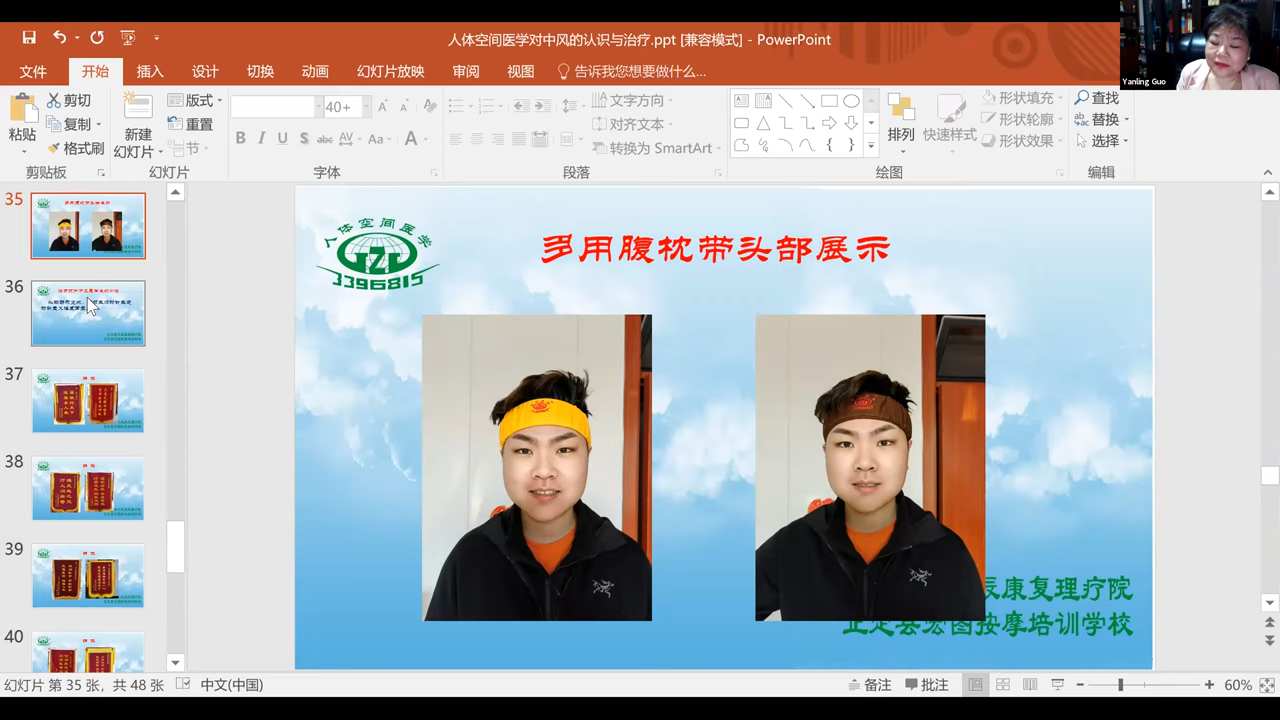 人体空间医学对中风的认识与治疗.ppt [兼容模式] - PowerPoint
Yanling Guo
文件 开始 插入 设计 切换 动画 幻灯片放映 审阅 视图 告诉我您想要做什么...
粘贴 剪切 复制 格式刷
剪贴板
新建
幻灯片
版式 重置 节
幻灯片
40+
B I U S abc AV Aa A
字体
文字方向
对齐文本
转换为 SmartArt
段落
排列 快速样式
形状填充
形状轮廓
形状效果
绘图
查找
替换
选择
编辑
35
36
37
38
39
40
人体空间医学
3396815
多用腹枕带头部展示
康复理疗院
正定县宏图按摩培训学校
幻灯片 第 35 张，共 48 张 中文(中国) 备注 批注 60%